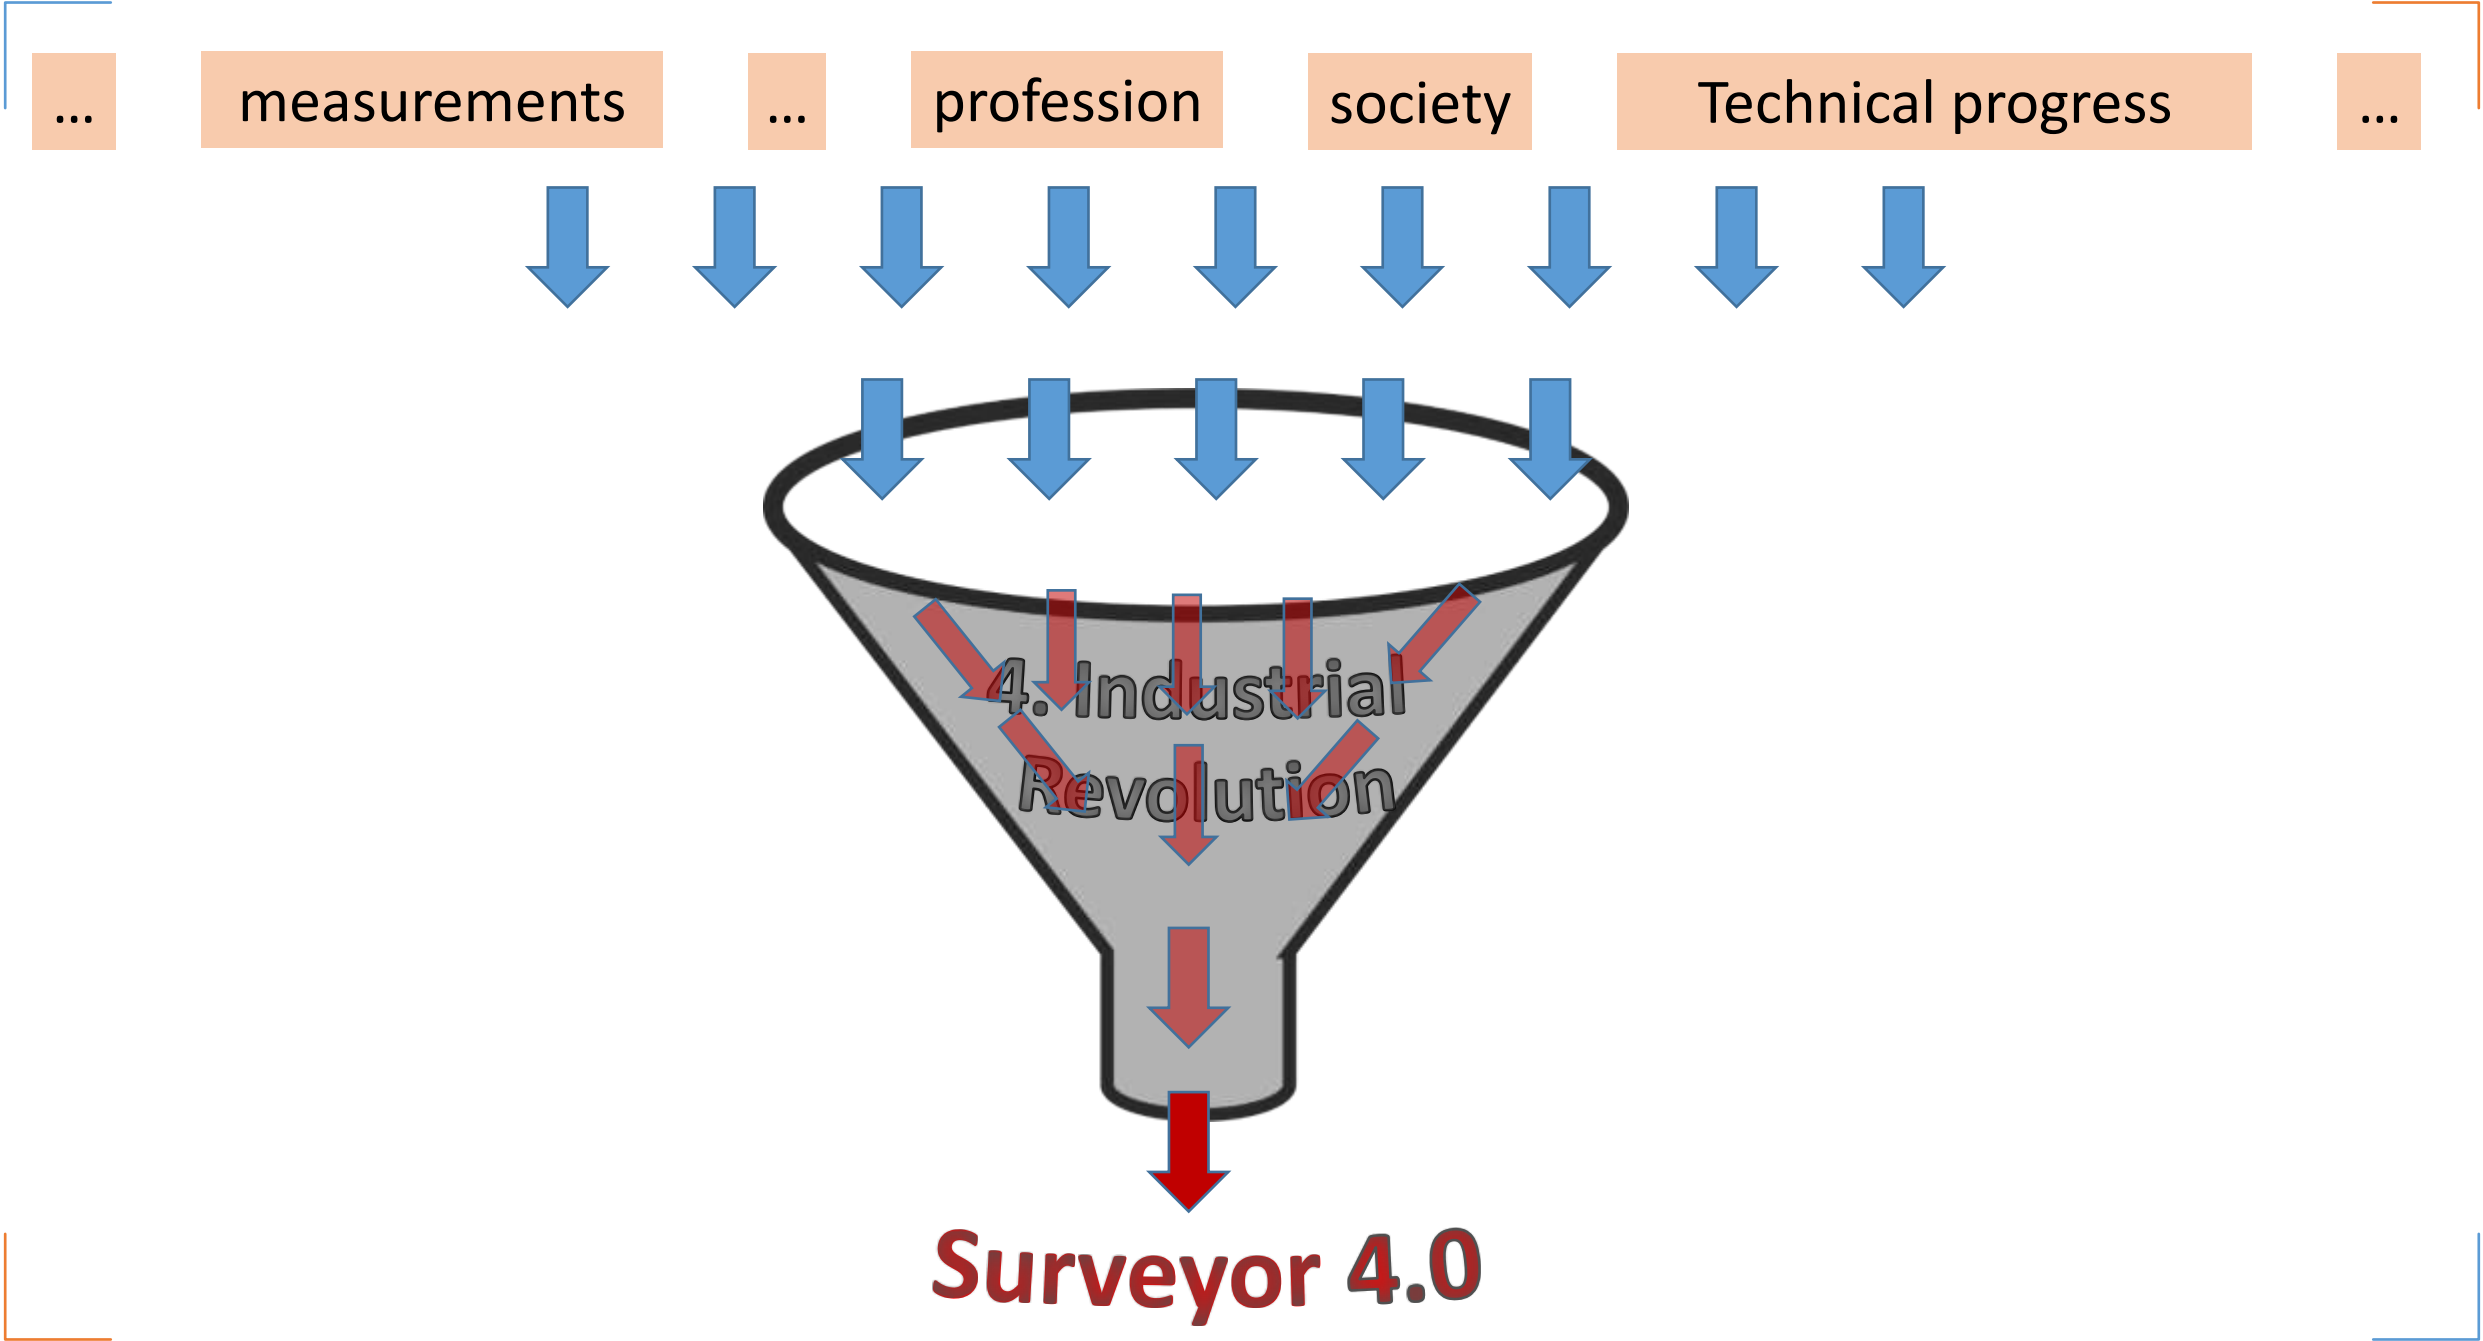 ... measurements ... profession society Technical progress ...
4. Industrial
Revolution
Surveyor 4.0